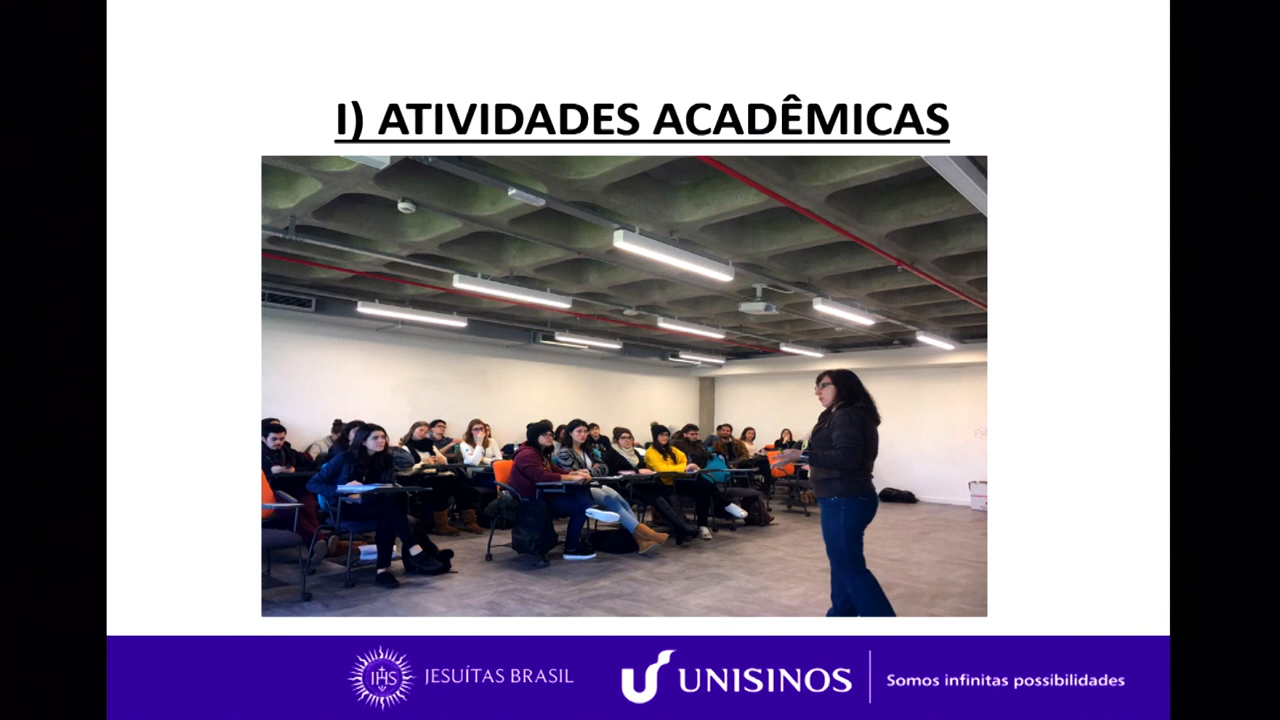 I) ATIVIDADES ACADÊMICAS
IHS JESUÍTAS BRASIL
UNISINOS
Somos infinitas possibilidades